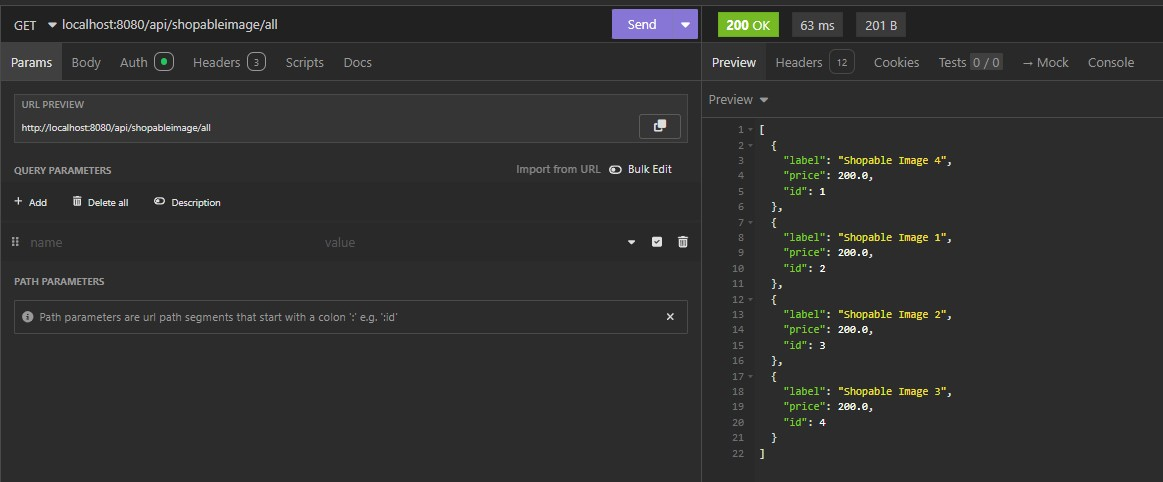 GET localhost:8080/api/shopableimage/all Send
Params Body Auth Headers 3 Scripts Docs
URL PREVIEW
http://localhost:8080/api/shopableimage/all
QUERY PARAMETERS Import from URL Bulk Edit
+ Add Delete all Description
name value
PATH PARAMETERS
Path parameters are url path segments that start with a colon ':' e.g. ':id'
200 OK 63 ms 201 B
Preview Headers 12 Cookies Tests 0 / 0 → Mock Console
Preview
1 [
2 {
3 "label": "Shopable Image 4",
4 "price": 200.0,
5 "id": 1
6 },
7 {
8 "label": "Shopable Image 1",
9 "price": 200.0,
10 "id": 2
11 },
12 {
13 "label": "Shopable Image 2",
14 "price": 200.0,
15 "id": 3
16 },
17 {
18 "label": "Shopable Image 3",
19 "price": 200.0,
20 "id": 4
21 }
22 ]